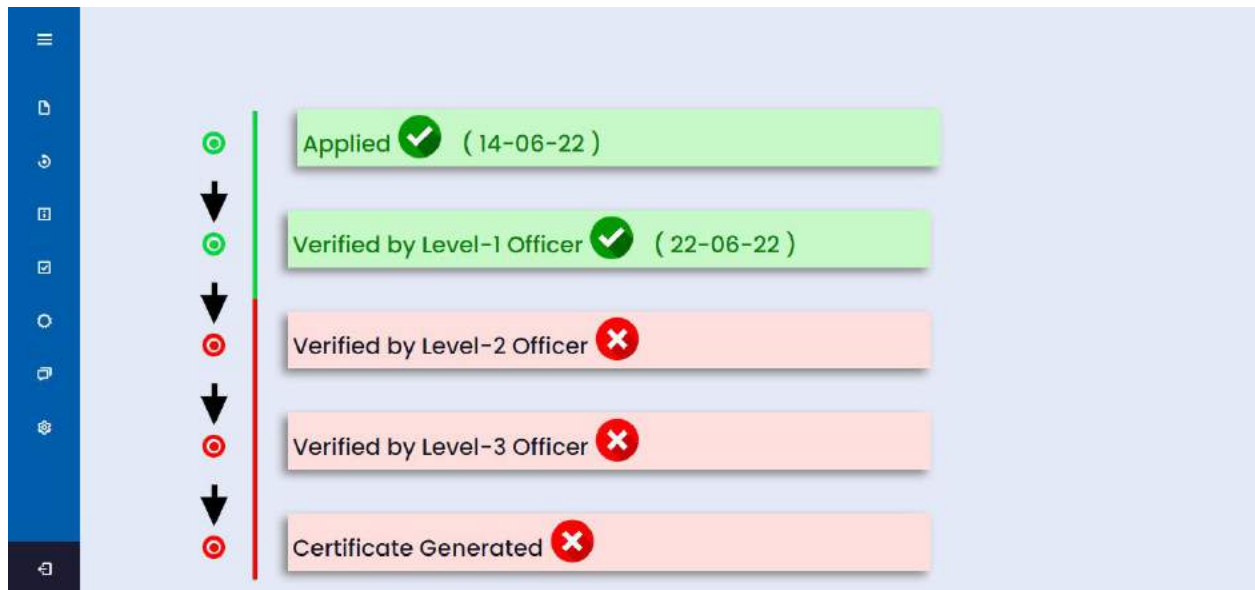 Applied ( 14-06-22 )
Verified by Level-1 Officer ( 22-06-22 )
Verified by Level-2 Officer
Verified by Level-3 Officer
Certificate Generated